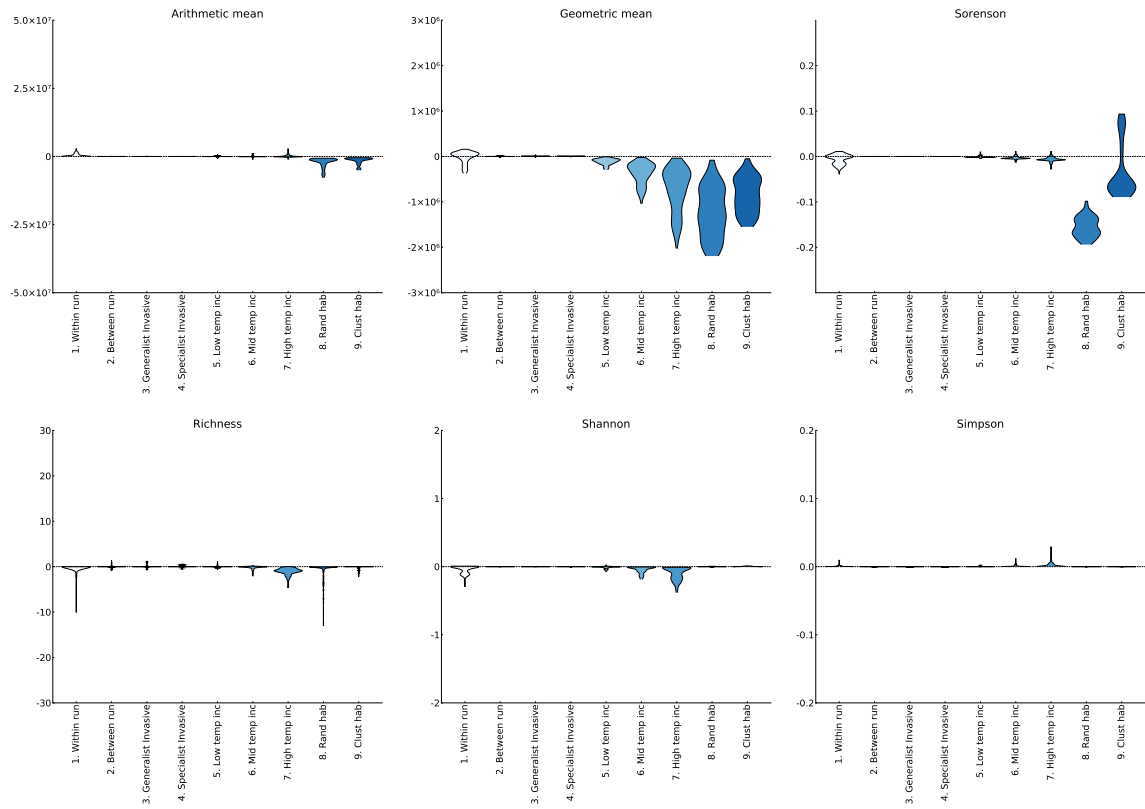 Arithmetic mean
5.0×10⁷
2.5×10⁷
0
-2.5×10⁷
-5.0×10⁷
1. Within run
2. Between run
3. Generalist Invasive
4. Specialist Invasive
5. Low temp inc
6. Mid temp inc
7. High temp inc
8. Rand hab
9. Clust hab
Geometric mean
3×10⁶
2×10⁶
1×10⁶
0
-1×10⁶
-2×10⁶
-3×10⁶
1. Within run
2. Between run
3. Generalist Invasive
4. Specialist Invasive
5. Low temp inc
6. Mid temp inc
7. High temp inc
8. Rand hab
9. Clust hab
Sorenson
0.2
0.1
0.0
-0.1
-0.2
1. Within run
2. Between run
3. Generalist Invasive
4. Specialist Invasive
5. Low temp inc
6. Mid temp inc
7. High temp inc
8. Rand hab
9. Clust hab
Richness
30
20
10
0
-10
-20
-30
1. Within run
2. Between run
3. Generalist Invasive
4. Specialist Invasive
5. Low temp inc
6. Mid temp inc
7. High temp inc
8. Rand hab
9. Clust hab
Shannon
2
1
0
-1
-2
1. Within run
2. Between run
3. Generalist Invasive
4. Specialist Invasive
5. Low temp inc
6. Mid temp inc
7. High temp inc
8. Rand hab
9. Clust hab
Simpson
0.2
0.1
0.0
-0.1
-0.2
1. Within run
2. Between run
3. Generalist Invasive
4. Specialist Invasive
5. Low temp inc
6. Mid temp inc
7. High temp inc
8. Rand hab
9. Clust hab